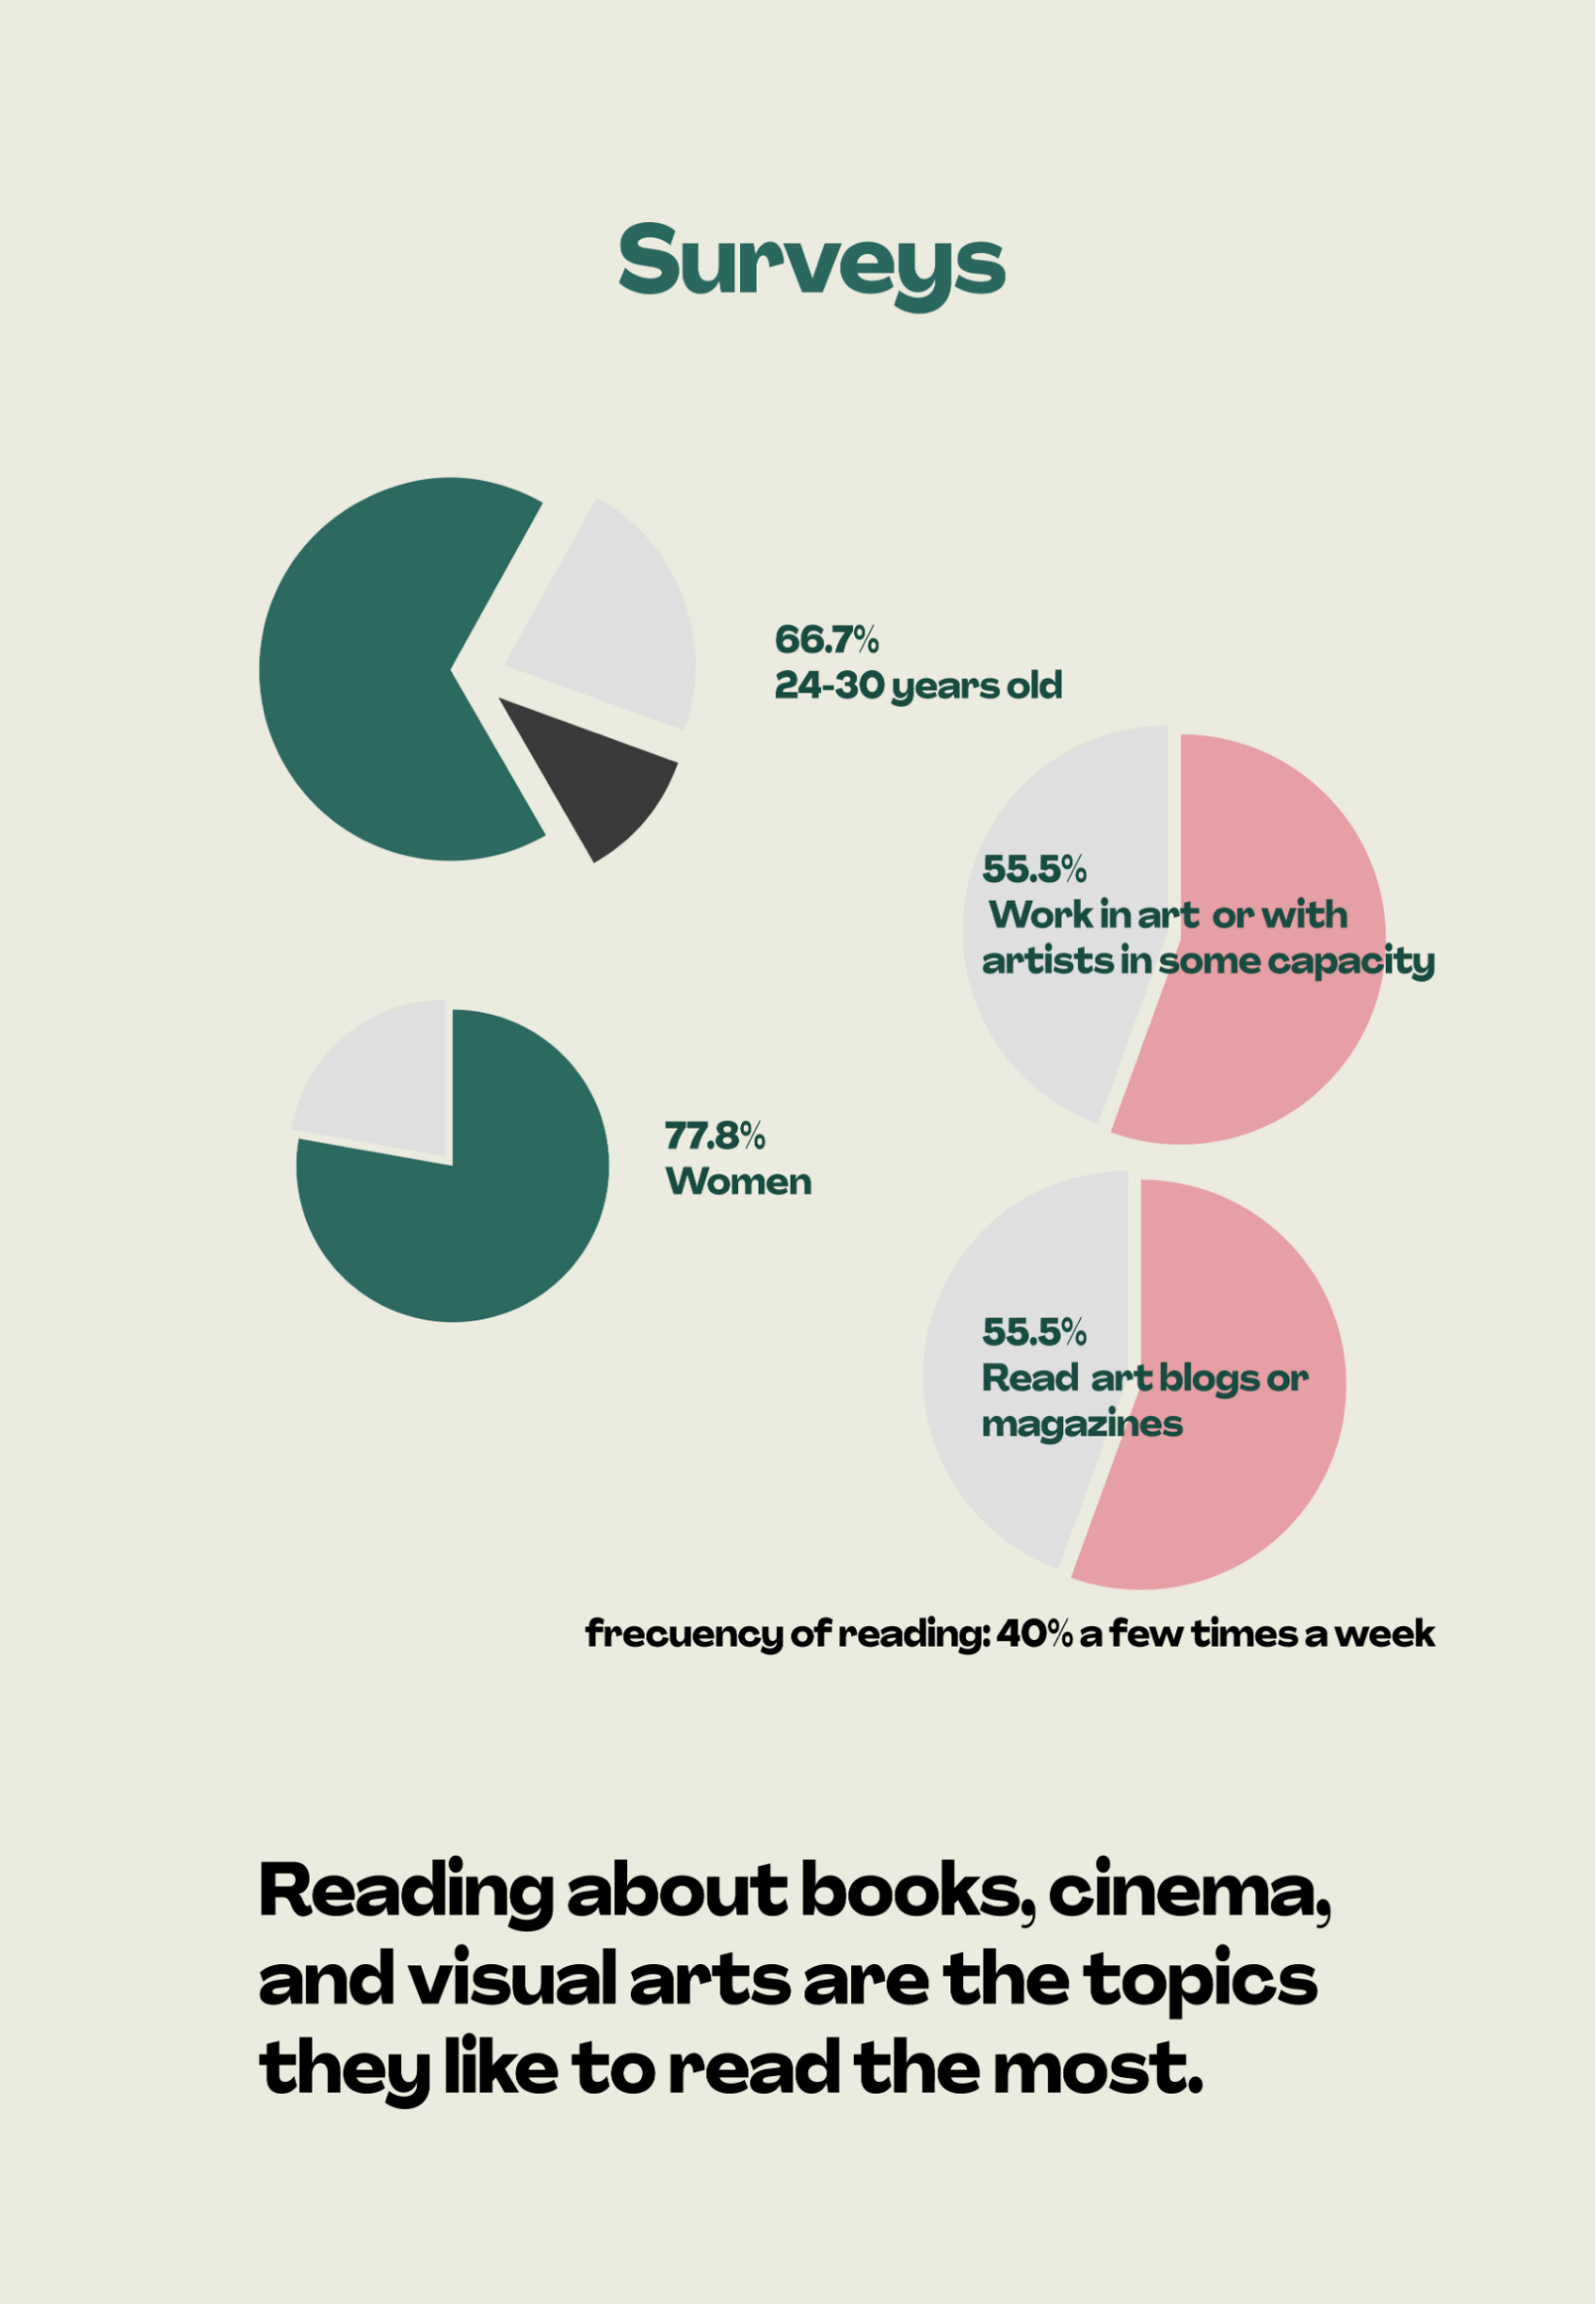 Surveys
66.7%
24-30 years old
55.5%
Work in art or with
artists in some capacity
77.8%
Women
55.5%
Read art blogs or
magazines
frecuency of reading: 40% a few times a week
Reading about books, cinema,
and visual arts are the topics
they like to read the most.